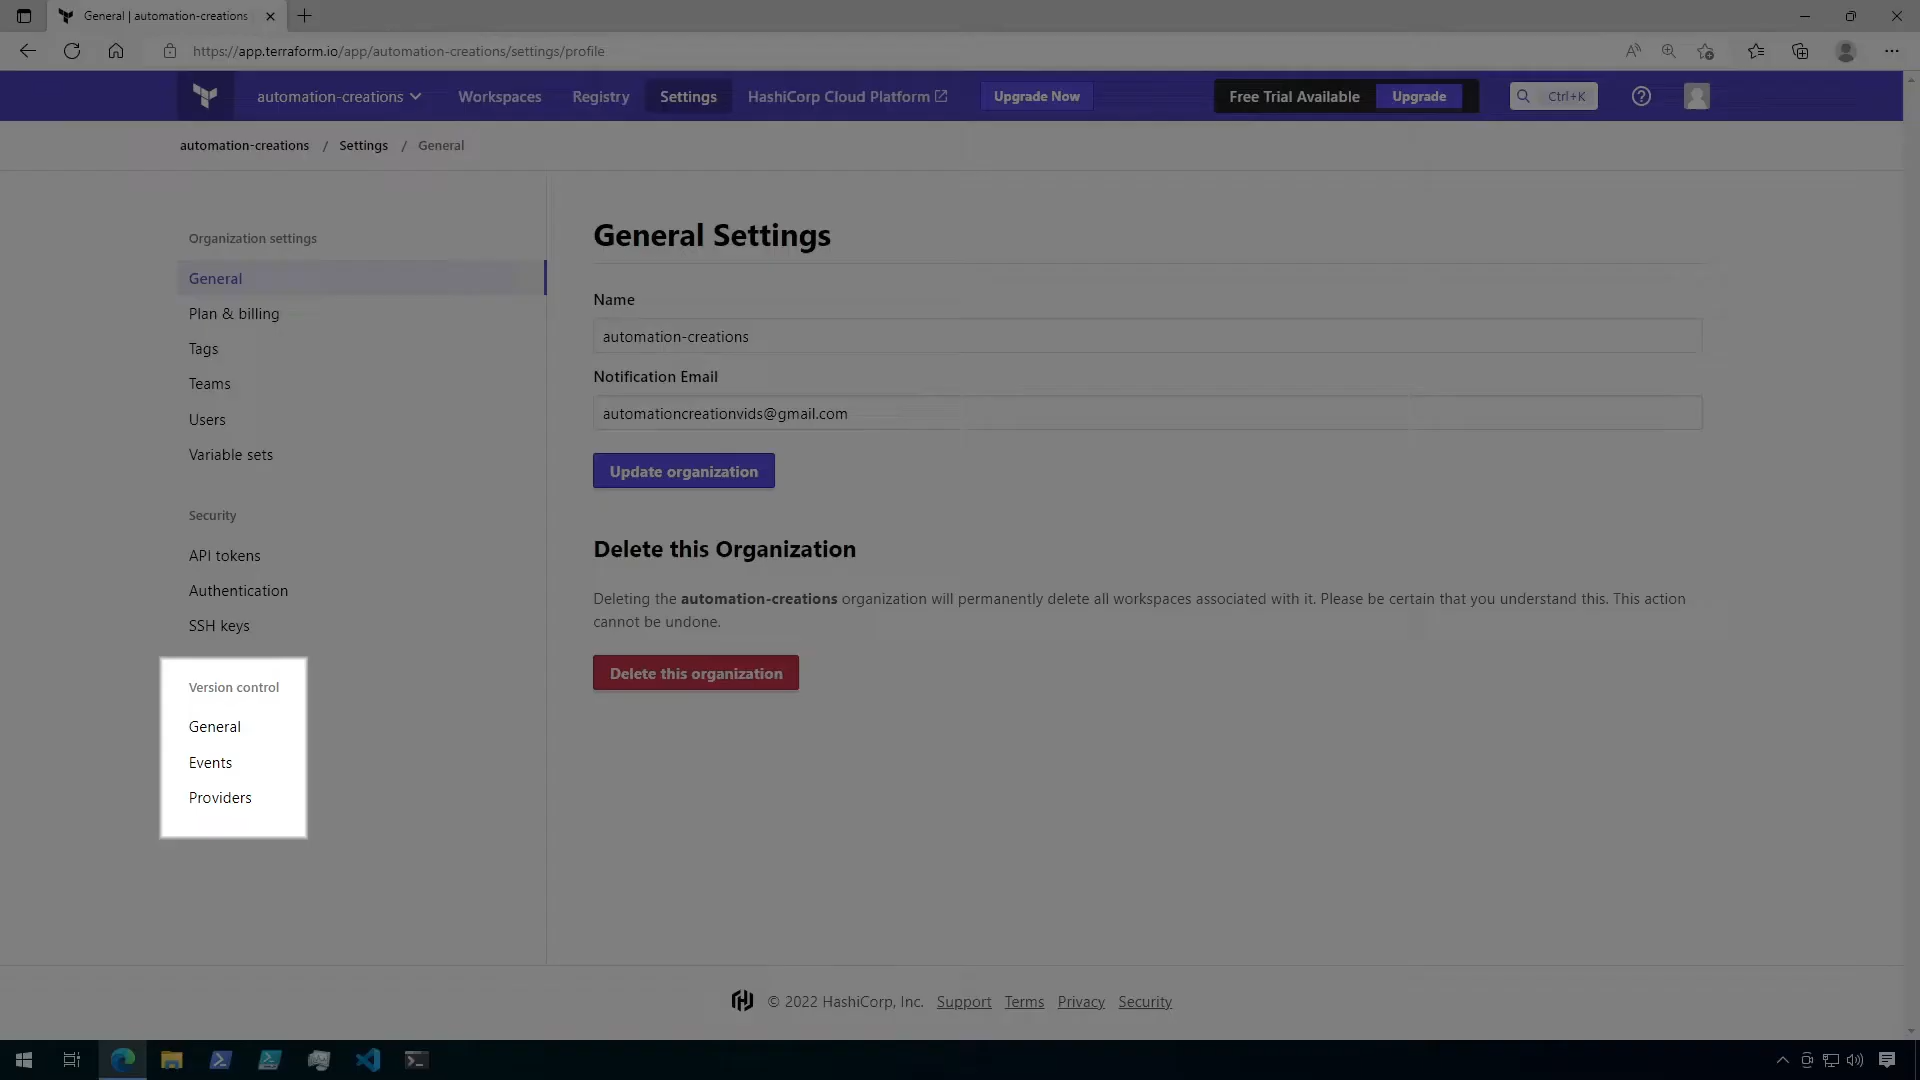 General | automation-creations
https://app.terraform.io/app/automation-creations/settings/profile
automation-creations
Workspaces
Registry
Settings
HashiCorp Cloud Platform
Upgrade Now
Free Trial Available
Upgrade
Ctrl+K
automation-creations / Settings / General
Organization settings
General
Plan & billing
Tags
Teams
Users
Variable sets
Security
API tokens
Authentication
SSH keys
Version control
General
Events
Providers
General Settings
Name
automation-creations
Notification Email
automationcreationvids@gmail.com
Update organization
Delete this Organization
Deleting the automation-creations organization will permanently delete all workspaces associated with it. Please be certain that you understand this. This action
cannot be undone.
Delete this organization
© 2022 HashiCorp, Inc. Support Terms Privacy Security